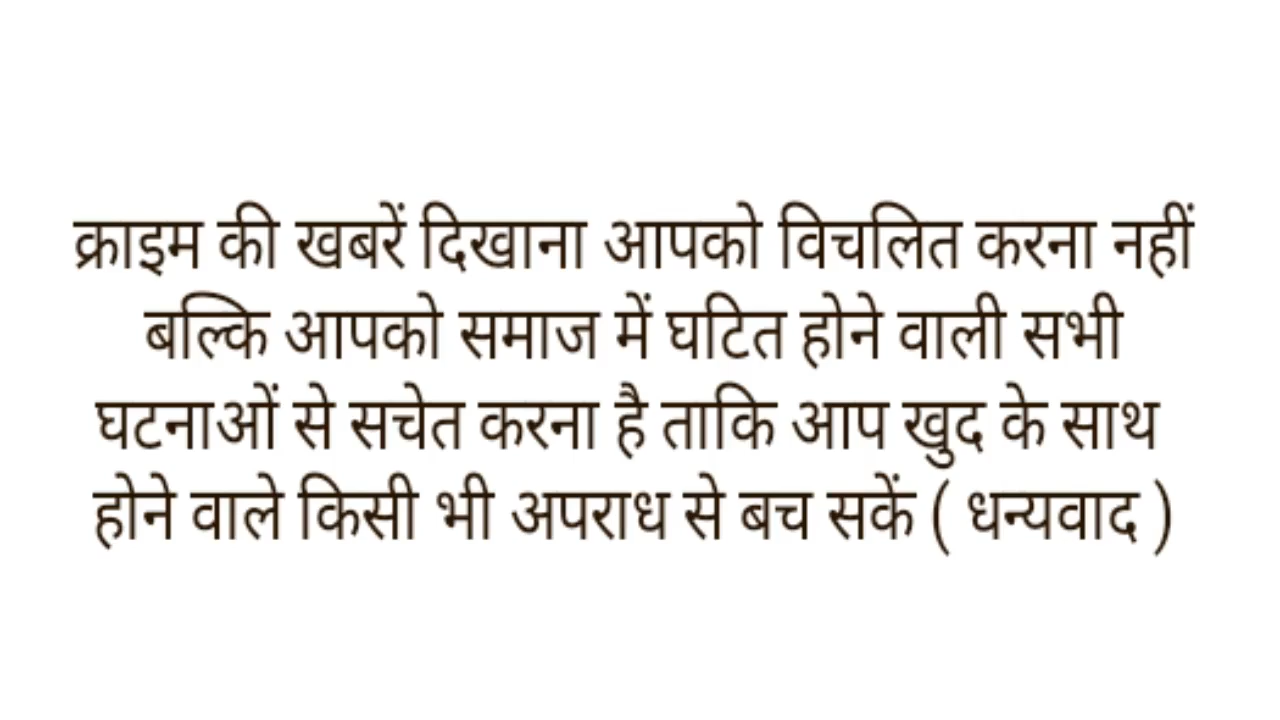 क्राइम की खबरें दिखाना आपको विचलित करना नहीं
बल्कि आपको समाज में घटित होने वाली सभी
घटनाओं से सचेत करना है ताकि आप खुद के साथ
होने वाले किसी भी अपराध से बच सकें ( धन्यवाद )